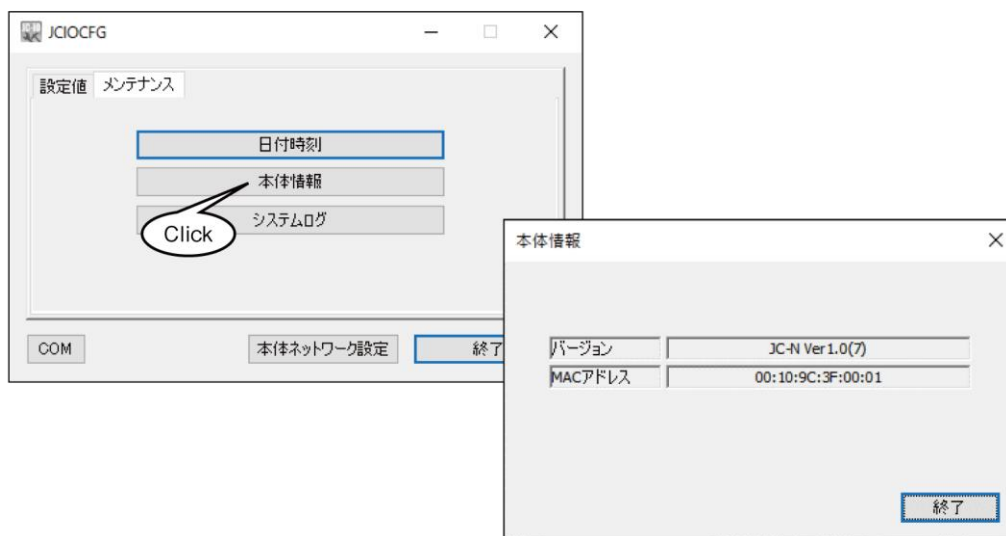 JCIOCFG
設定値 メンテナンス
日付時刻
本体情報
システムログ
Click
COM 本体ネットワーク設定 終了
本体情報
バージョン JC-N Ver1.0(7)
MACアドレス 00:10:9C:3F:00:01
終了